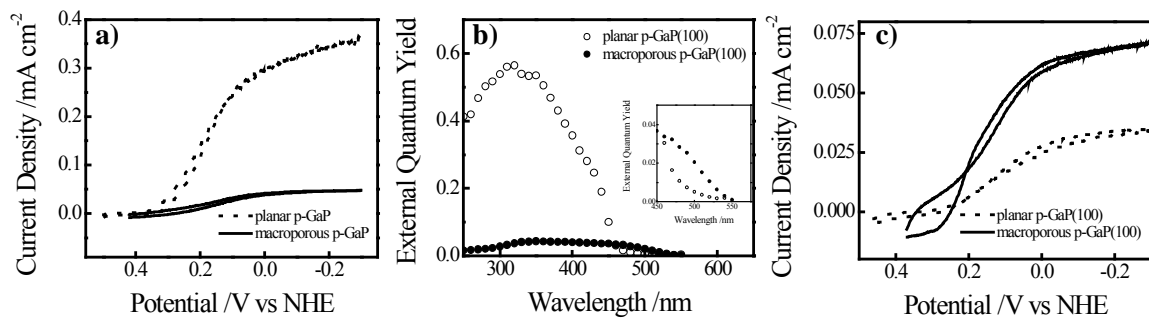 a)
0.4
0.3
0.2
0.1
0.0
Current Density /mA cm-2
planar p-GaP
macroporous p-GaP
0.4 0.2 0.0 -0.2
Potential /V vs NHE
b)
planar p-GaP(100)
macroporous p-GaP(100)
0.6
0.4
0.2
0.0
External Quantum Yield
0.04
0.02
0.00
External Quantum Yield
450 500 550
Wavelength /nm
300 400 500 600
Wavelength /nm
c)
0.075
0.050
0.025
0.000
Current Density /mA cm-2
planar p-GaP(100)
macroporous p-GaP(100)
0.4 0.2 0.0 -0.2
Potential /V vs NHE